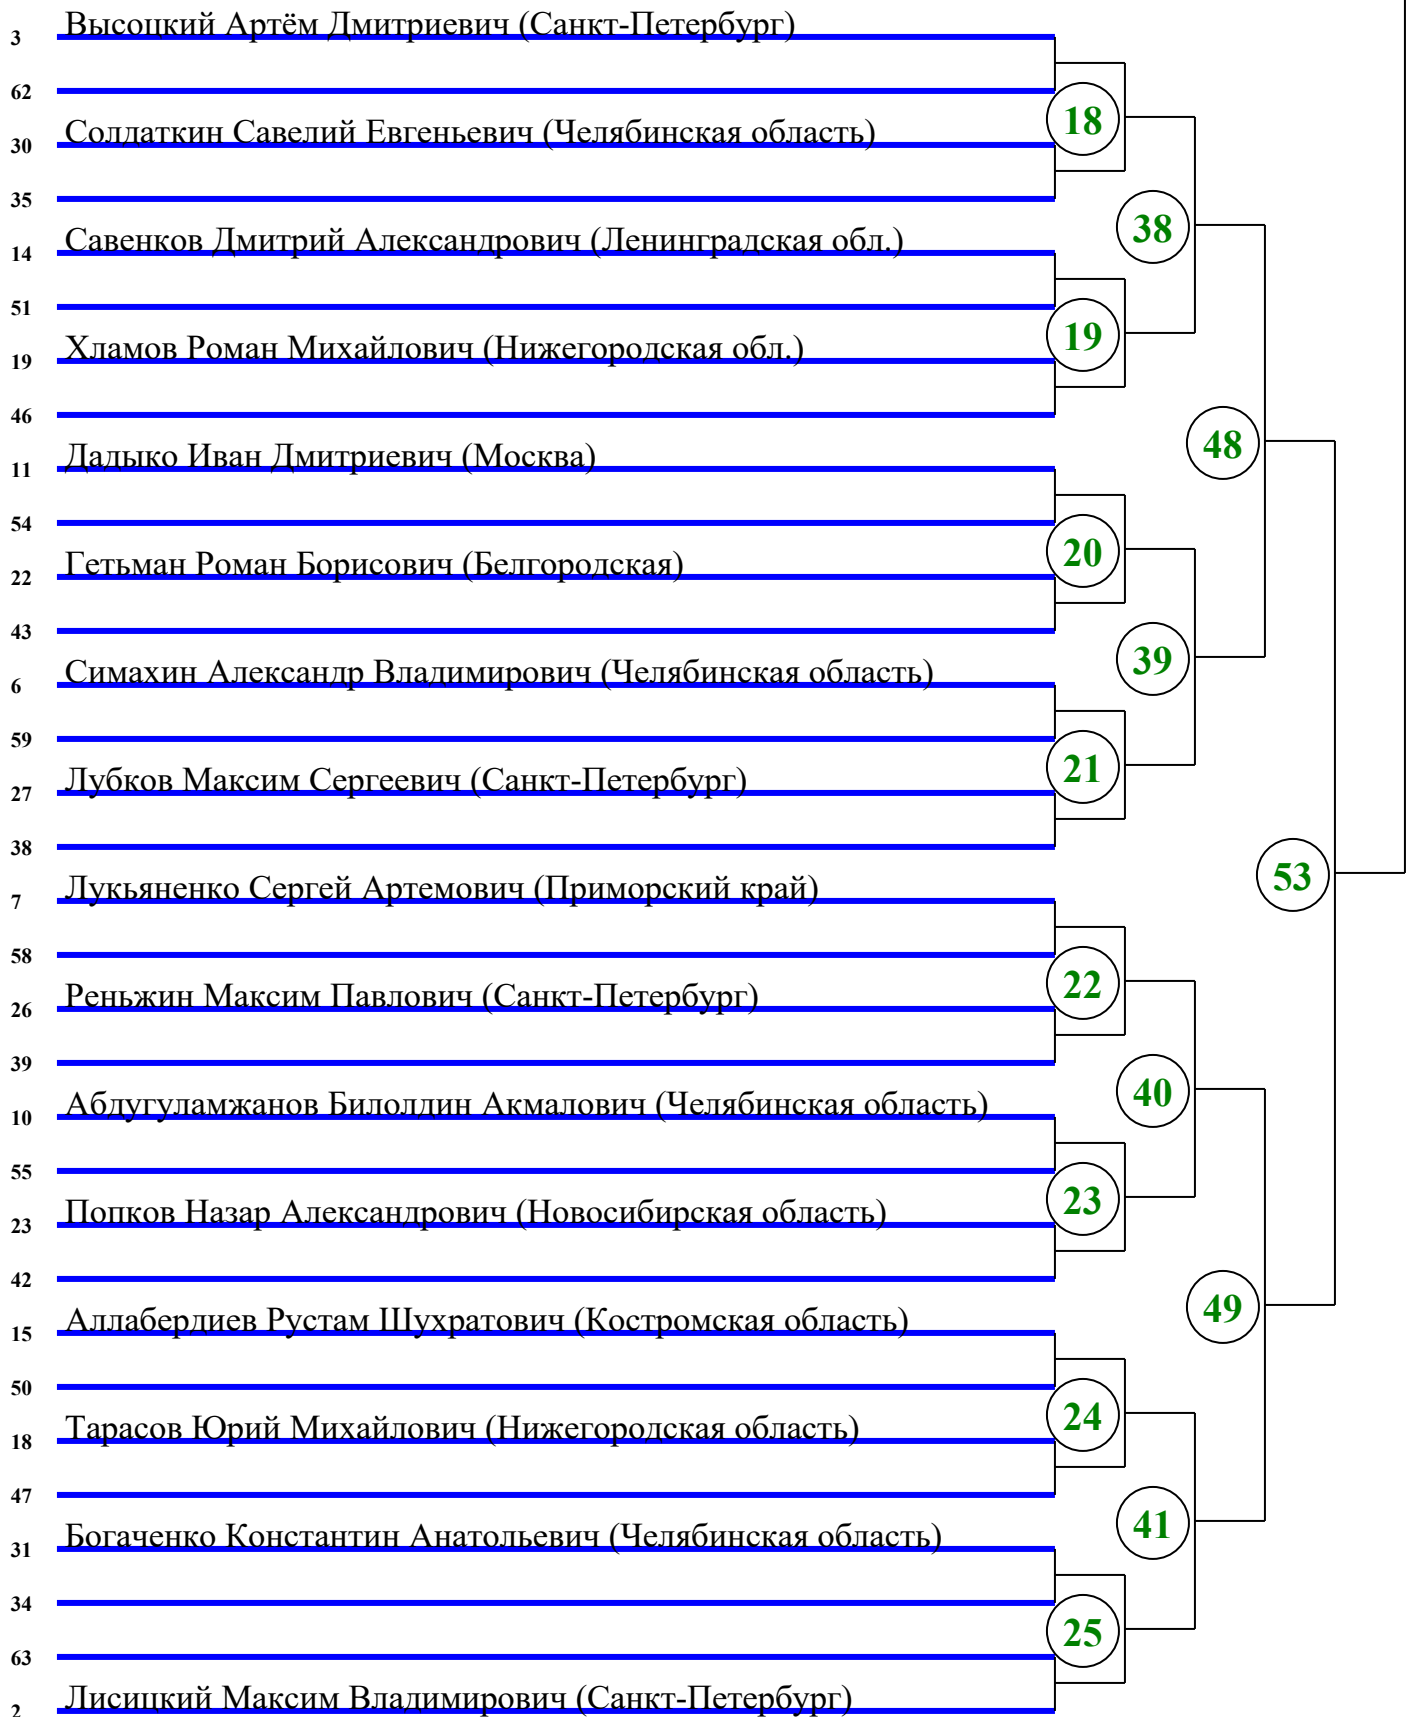 3 Высоцкий Артём Дмитриевич (Санкт-Петербург)
62
18
30 Солдаткин Савелий Евгеньевич (Челябинская область)
35
38
14 Савенков Дмитрий Александрович (Ленинградская обл.)
51
19
19 Хламов Роман Михайлович (Нижегородская обл.)
46
48
11 Дадыко Иван Дмитриевич (Москва)
54
20
22 Гетьман Роман Борисович (Белгородская)
43
39
6 Симахин Александр Владимирович (Челябинская область)
59
21
27 Лубков Максим Сергеевич (Санкт-Петербург)
38
53
7 Лукьяненко Сергей Артемович (Приморский край)
58
22
26 Реньжин Максим Павлович (Санкт-Петербург)
39
40
10 Абдугуламжанов Билолдин Акмалович (Челябинская область)
55
23
23 Попков Назар Александрович (Новосибирская область)
42
49
15 Аллабердиев Рустам Шухратович (Костромская область)
50
24
18 Тарасов Юрий Михайлович (Нижегородская область)
47
41
31 Богаченко Константин Анатольевич (Челябинская область)
34
25
63
2 Лисицкий Максим Владимирович (Санкт-Петербург)